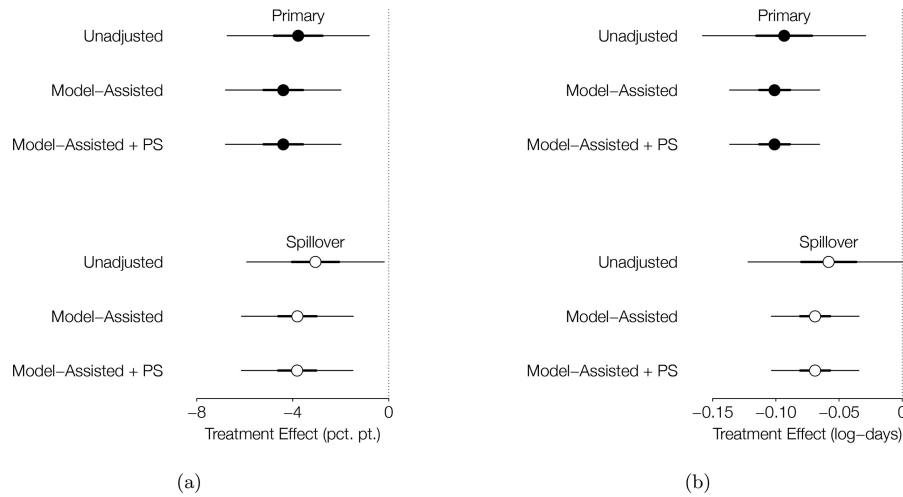 Primary
Unadjusted
Model–Assisted
Model–Assisted + PS
Spillover
Unadjusted
Model–Assisted
Model–Assisted + PS
−8 −4 0
Treatment Effect (pct. pt.)
(a)
Primary
Unadjusted
Model–Assisted
Model–Assisted + PS
Spillover
Unadjusted
Model–Assisted
Model–Assisted + PS
−0.15 −0.10 −0.05 0
Treatment Effect (log–days)
(b)